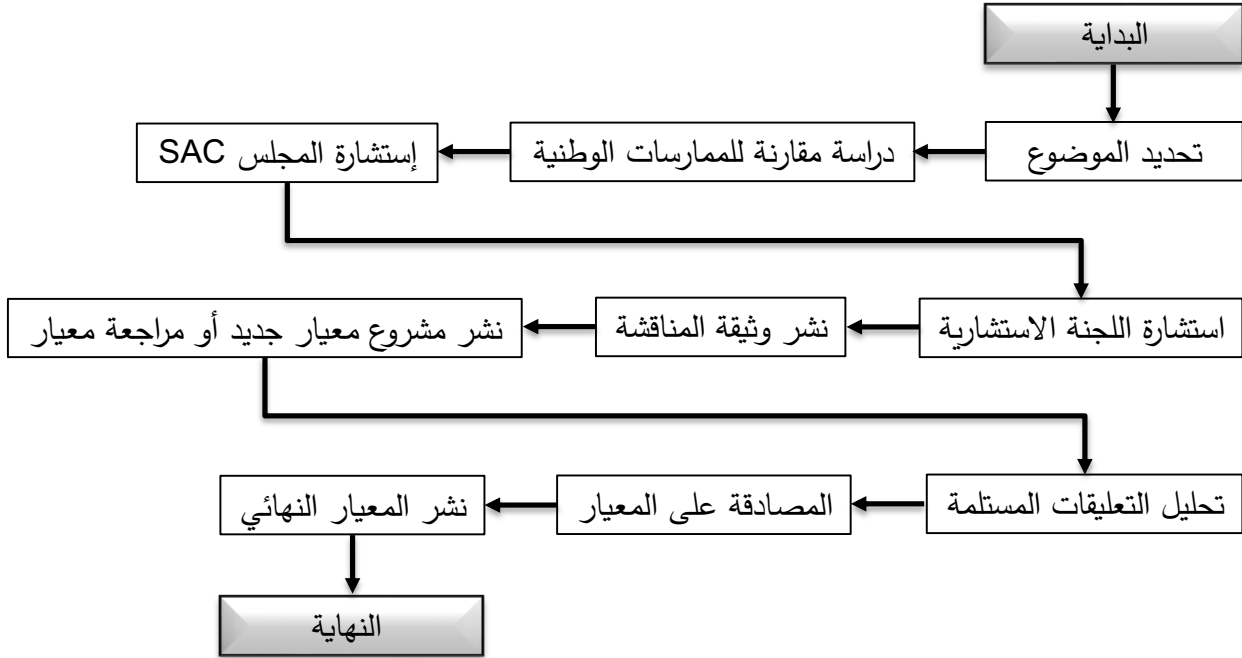 البداية
تحديد الموضوع
دراسة مقارنة للممارسات الوطنية
إستشارة المجلس SAC
استشارة اللجنة الاستشارية
نشر وثيقة المناقشة
نشر مشروع معيار جديد أو مراجعة معيار
تحليل التعليقات المستلمة
المصادقة على المعيار
نشر المعيار النهائي
النهاية